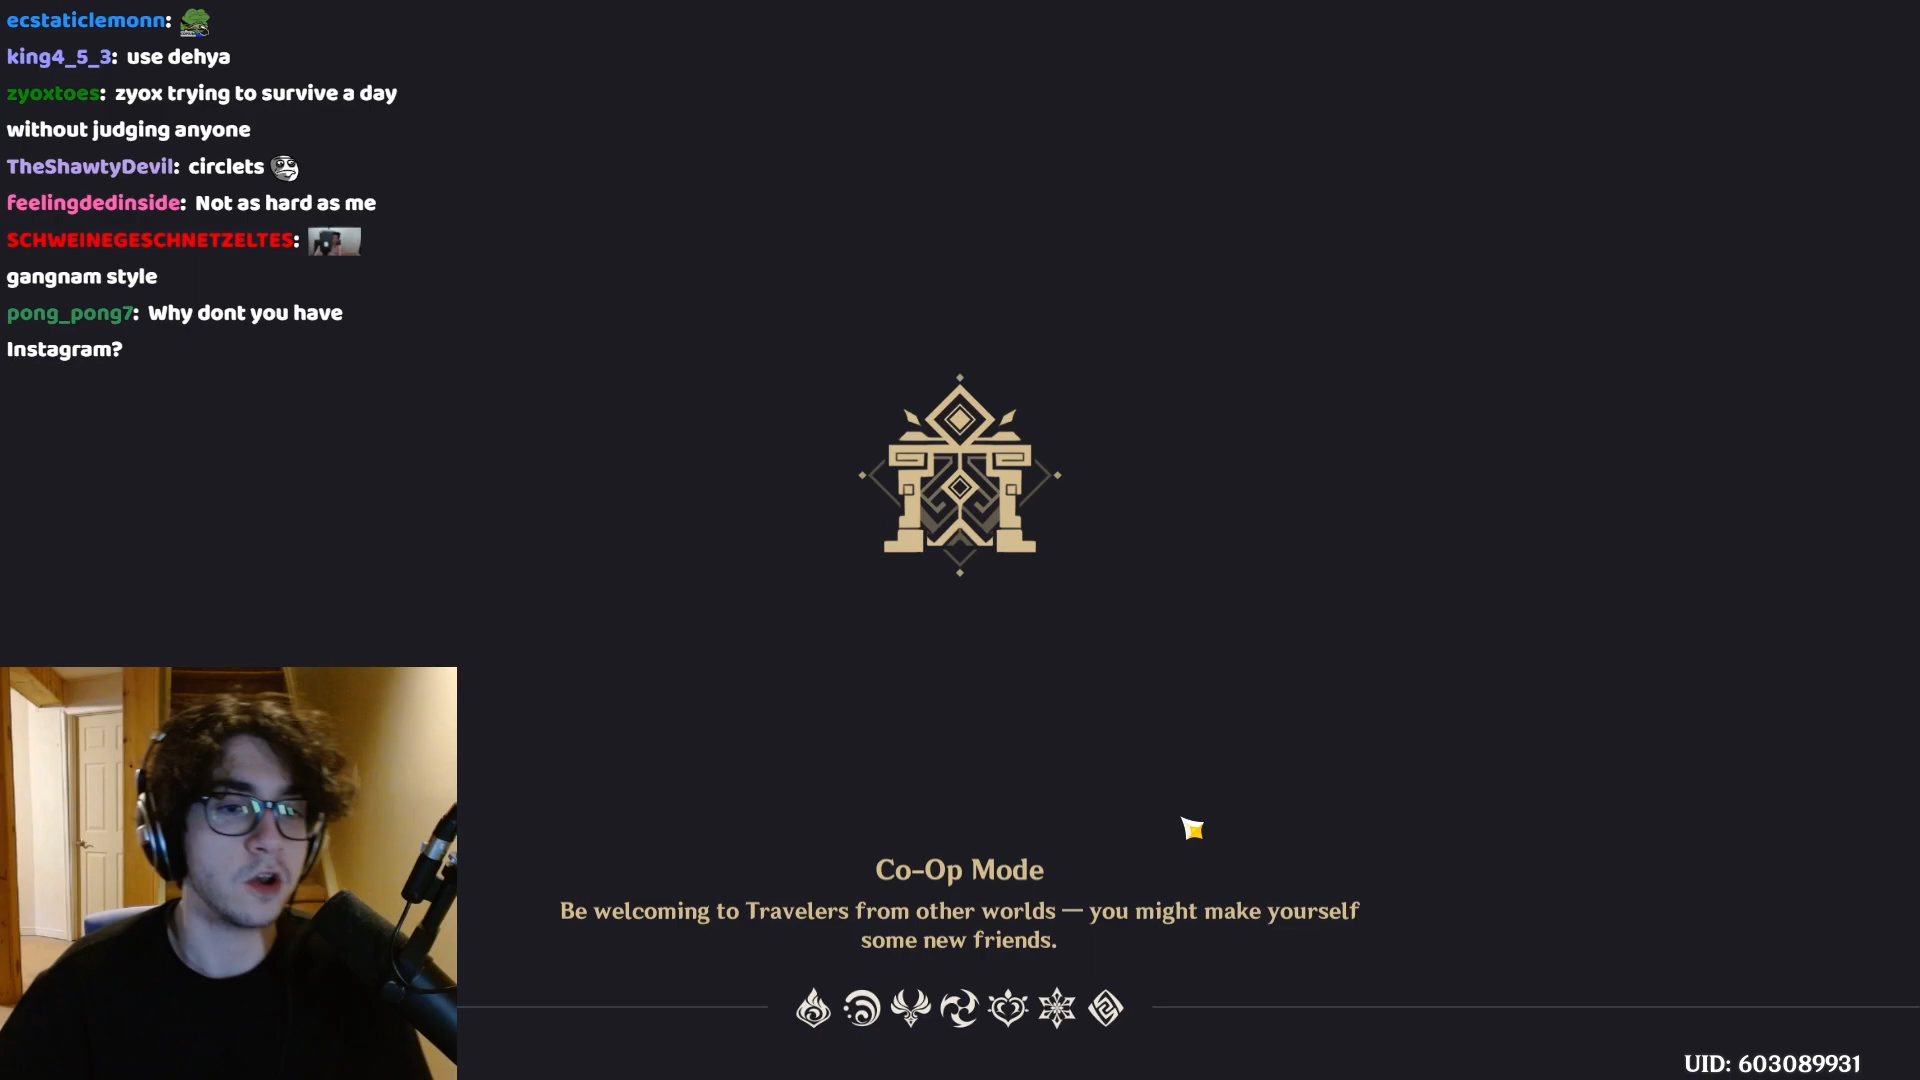 ecstaticlemonn:
king4_5_3: use dehya
zyoxtoes: zyox trying to survive a day
without judging anyone
TheShawtyDevil: circlets
feelingdedinside: Not as hard as me
SCHWEINEGESCHNETZELTES:
gangnam style
pong_pong7: Why dont you have
Instagram?
Co-Op Mode
Be welcoming to Travelers from other worlds — you might make yourself
some new friends.
UID: 603089931